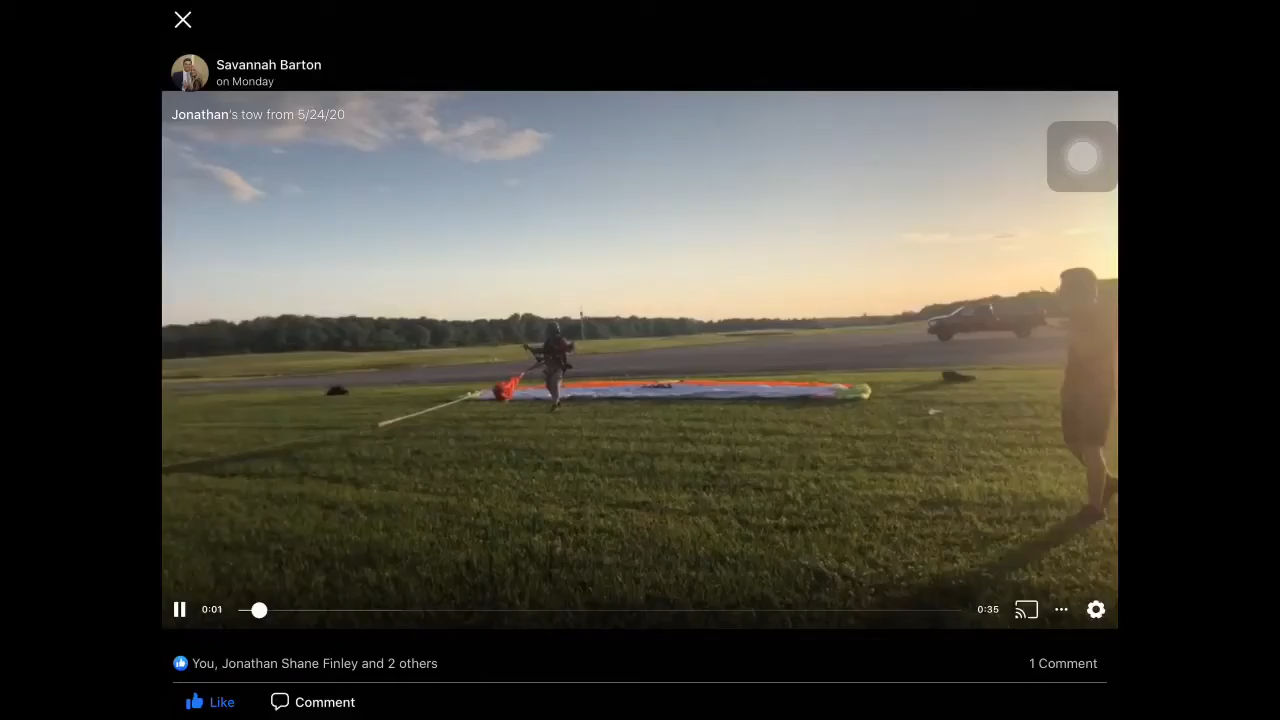 Savannah Barton
on Monday
Jonathan's tow from 5/24/20
0:01
0:35
You, Jonathan Shane Finley and 2 others
1 Comment
Like
Comment